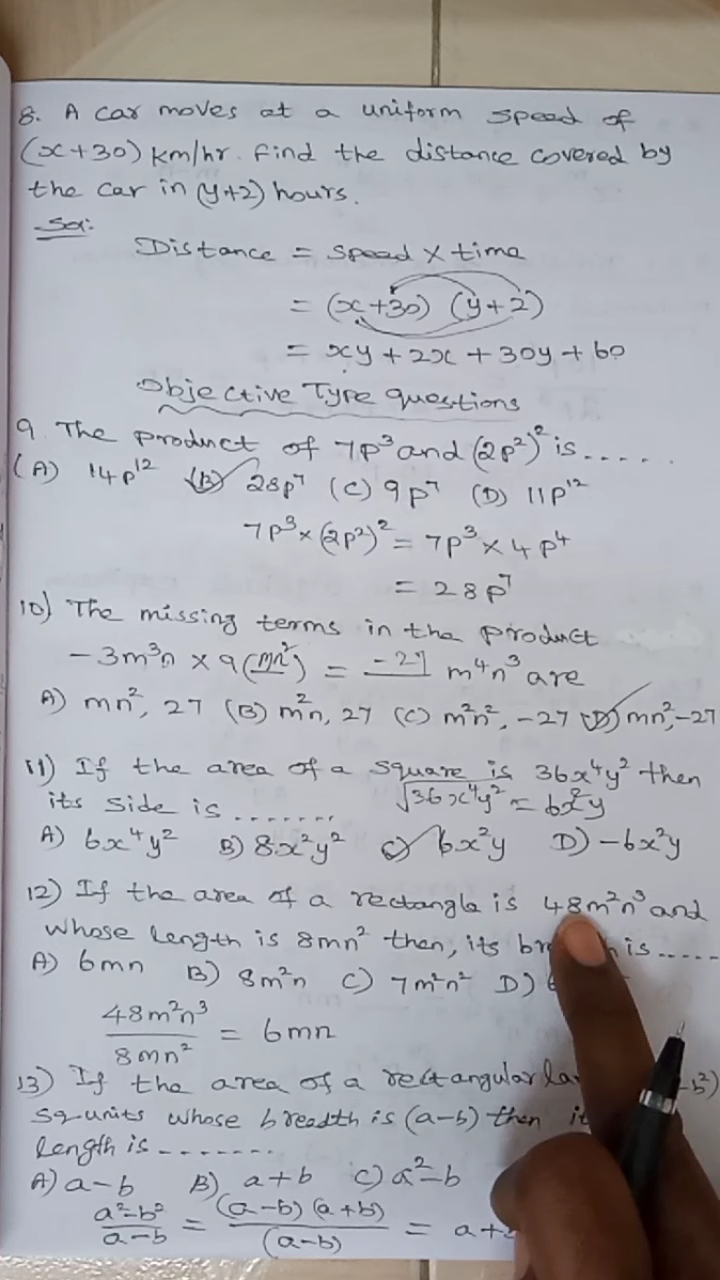 8. A car moves at a uniform speed of
(x+30) km/hr. Find the distance covered by
the car in (y+2) hours.
Sol:
Distance = speed × time
= (x+30) (y+2)
= xy + 2x + 30y + 60
Objective Type questions
9. The product of 7p³ and (2p²)² is.....
(A) 14p¹² (B) 28p⁷ (C) 9p⁷ (D) 11p¹²
7p³ × (2p²)² = 7p³ × 4p⁴
= 28p⁷
10) The missing terms in the product
-3m³n × 9(mn²) = -27 m⁴n³ are
A) mn², 27 (B) m²n, 27 (C) m²n², -27 (D) mn², -27
11) If the area of a square is 36x⁴y² then
its side is ....... √36x⁴y² = 6x²y
A) 6x⁴y² B) 8x²y² C) 6x²y D) -6x²y
12) If the area of a rectangle is 48m²n³ and
whose length is 8mn² then, its is.....
A) 6mn B) 8m²n C) 7m²n² D)
48m²n³/8mn² = 6mn
13) If the area of a rectangular b²)
sq.units whose breadth is (a-b) then
length is .......
A) a-b B) a+b C) a²-b
a²-b²/a-b = (a-b)(a+b)/(a-b) = a+